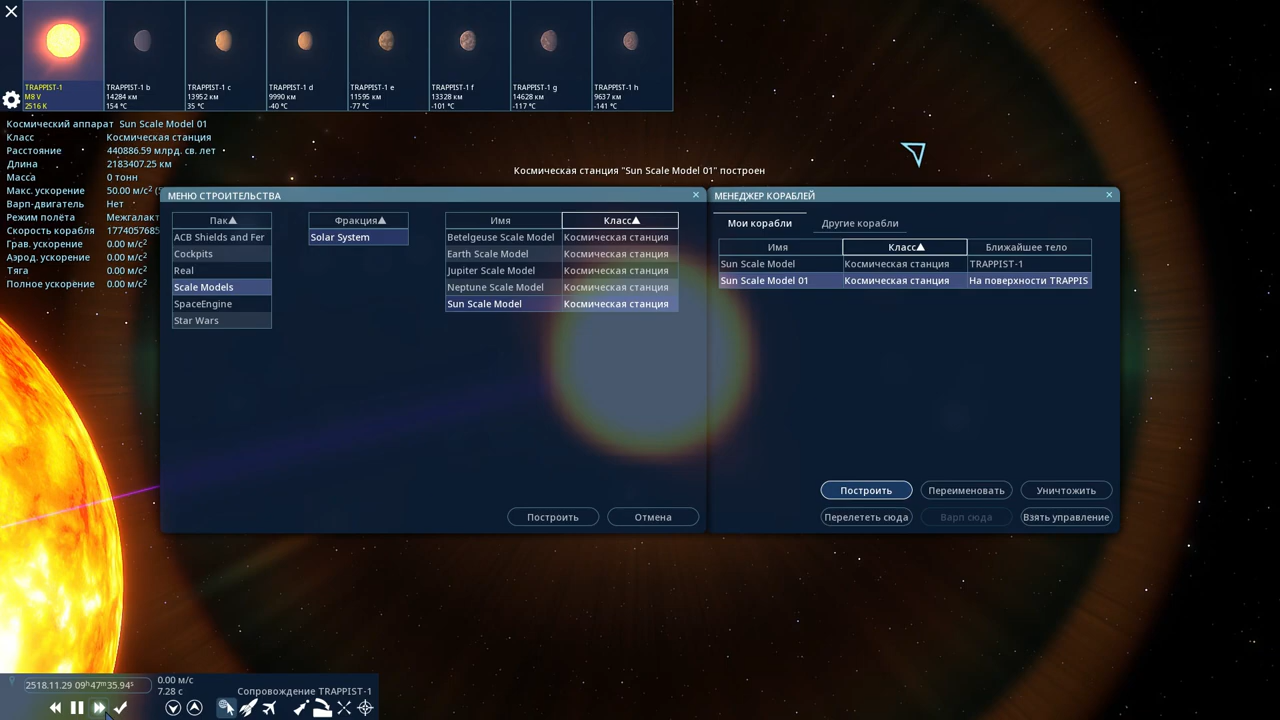 TRAPPIST-1
M8 V
2516 K
TRAPPIST-1 b
14284 км
154 °C
TRAPPIST-1 c
13952 км
35 °C
TRAPPIST-1 d
9990 км
-40 °C
TRAPPIST-1 e
11595 км
-77 °C
TRAPPIST-1 f
13328 км
-101 °C
TRAPPIST-1 g
14628 км
-117 °C
TRAPPIST-1 h
9637 км
-141 °C
Космический аппарат Sun Scale Model 01
Класс Космическая станция
Расстояние 440886.59 млрд. св. лет
Длина 2183407.25 км
Масса 0 тонн
Макс. ускорение 50.00 м/с²
Варп-двигатель Нет
Режим полёта Межгалакт
Скорость корабля 1774057685
Грав. ускорение 0.00 м/с²
Аэрод. ускорение 0.00 м/с²
Тяга 0.00 м/с²
Полное ускорение 0.00 м/с²
Космическая станция "Sun Scale Model 01" построен
МЕНЮ СТРОИТЕЛЬСТВА
Пак▲ Фракция▲ Имя Класс▲
ACB Shields and Fer Solar System Betelgeuse Scale Model Космическая станция
Cockpits Earth Scale Model Космическая станция
Real Jupiter Scale Model Космическая станция
Scale Models Neptune Scale Model Космическая станция
SpaceEngine Sun Scale Model Космическая станция
Star Wars
Построить Отмена
МЕНЕДЖЕР КОРАБЛЕЙ
Мои корабли Другие корабли
Имя Класс▲ Ближайшее тело
Sun Scale Model Космическая станция TRAPPIST-1
Sun Scale Model 01 Космическая станция На поверхности TRAPPIS
Построить Переименовать Уничтожить
Перелететь сюда Варп сюда Взять управление
2518.11.29 09ʰ47ᵐ35.94ˢ
0.00 м/с
7.28 с Сопровождение TRAPPIST-1